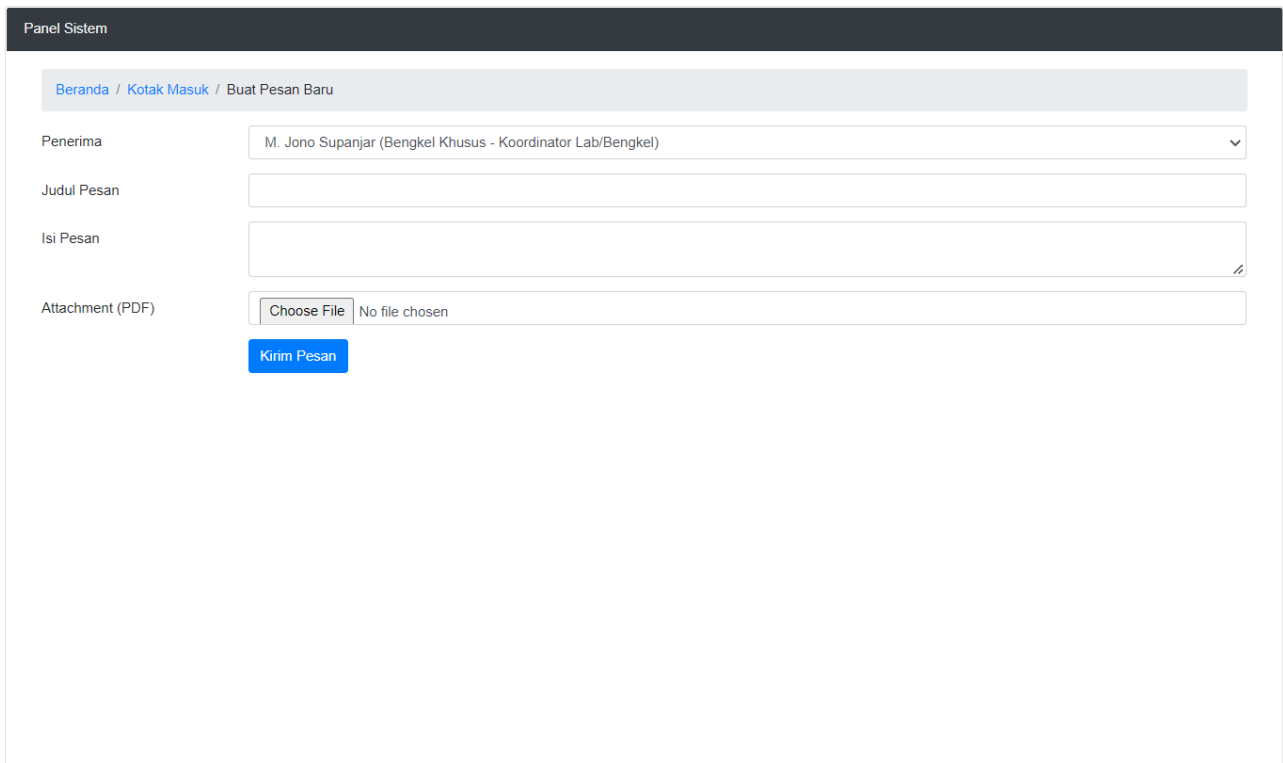 Panel Sistem
Beranda / Kotak Masuk / Buat Pesan Baru
Penerima
M. Jono Supanjar (Bengkel Khusus - Koordinator Lab/Bengkel)
Judul Pesan
Isi Pesan
Attachment (PDF)
Choose File No file chosen
Kirim Pesan